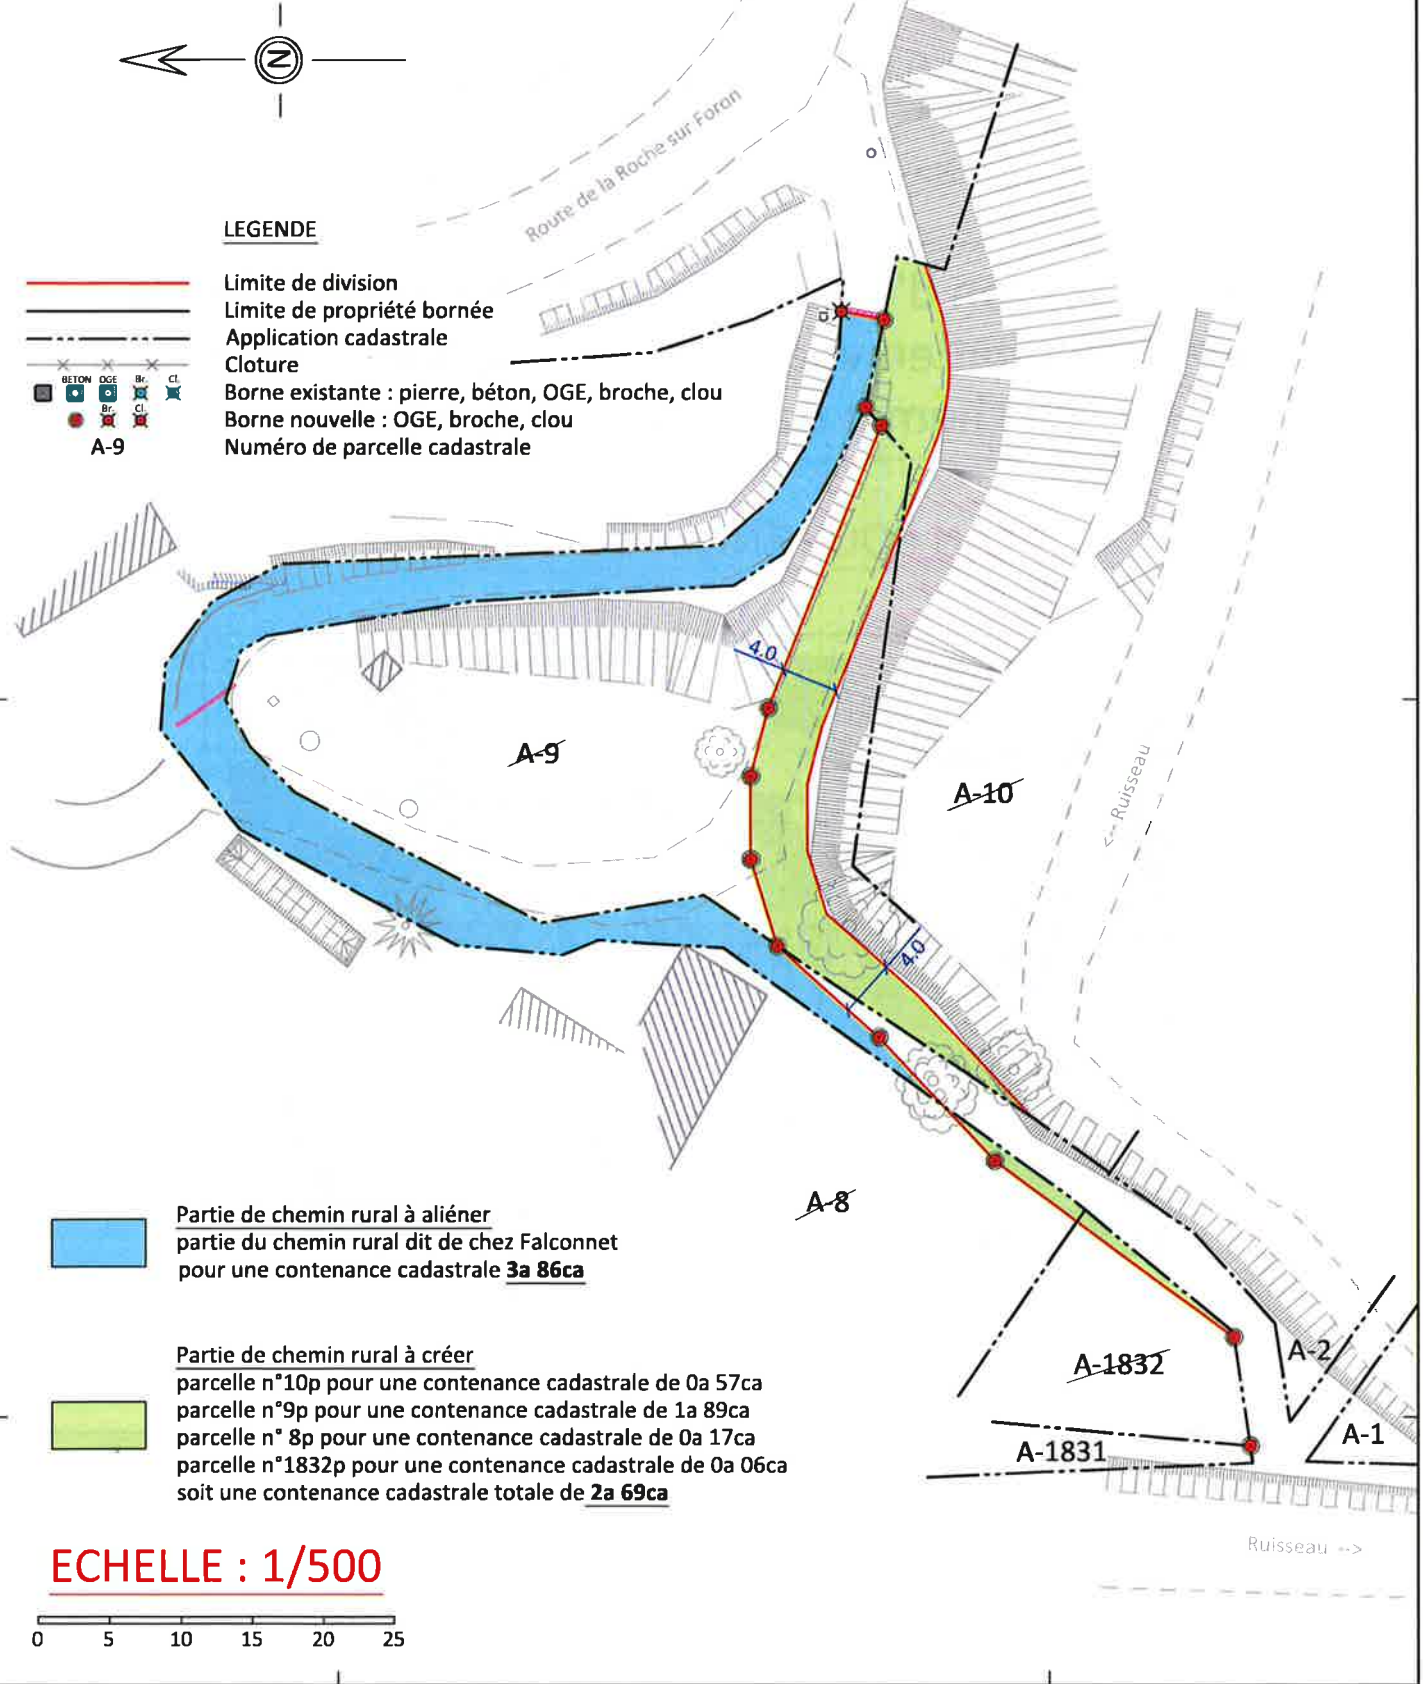 N
Route de la Roche sur Foron
LEGENDE
Limite de division
Limite de propriété bornée
Application cadastrale
Cloture
BETON OGE Br. Cl.
Borne existante : pierre, béton, OGE, broche, clou
Br. Cl.
Borne nouvelle : OGE, broche, clou
A-9
Numéro de parcelle cadastrale
Cl.
4.0
A-9
A-10
<-- Ruisseau
4.0
A-8
Partie de chemin rural à aliéner
partie du chemin rural dit de chez Falconnet
pour une contenance cadastrale 3a 86ca
Partie de chemin rural à créer
parcelle n°10p pour une contenance cadastrale de 0a 57ca
parcelle n°9p pour une contenance cadastrale de 1a 89ca
parcelle n° 8p pour une contenance cadastrale de 0a 17ca
parcelle n°1832p pour une contenance cadastrale de 0a 06ca
soit une contenance cadastrale totale de 2a 69ca
A-1832
A-2
A-1
A-1831
Ruisseau -->
ECHELLE : 1/500
0 5 10 15 20 25